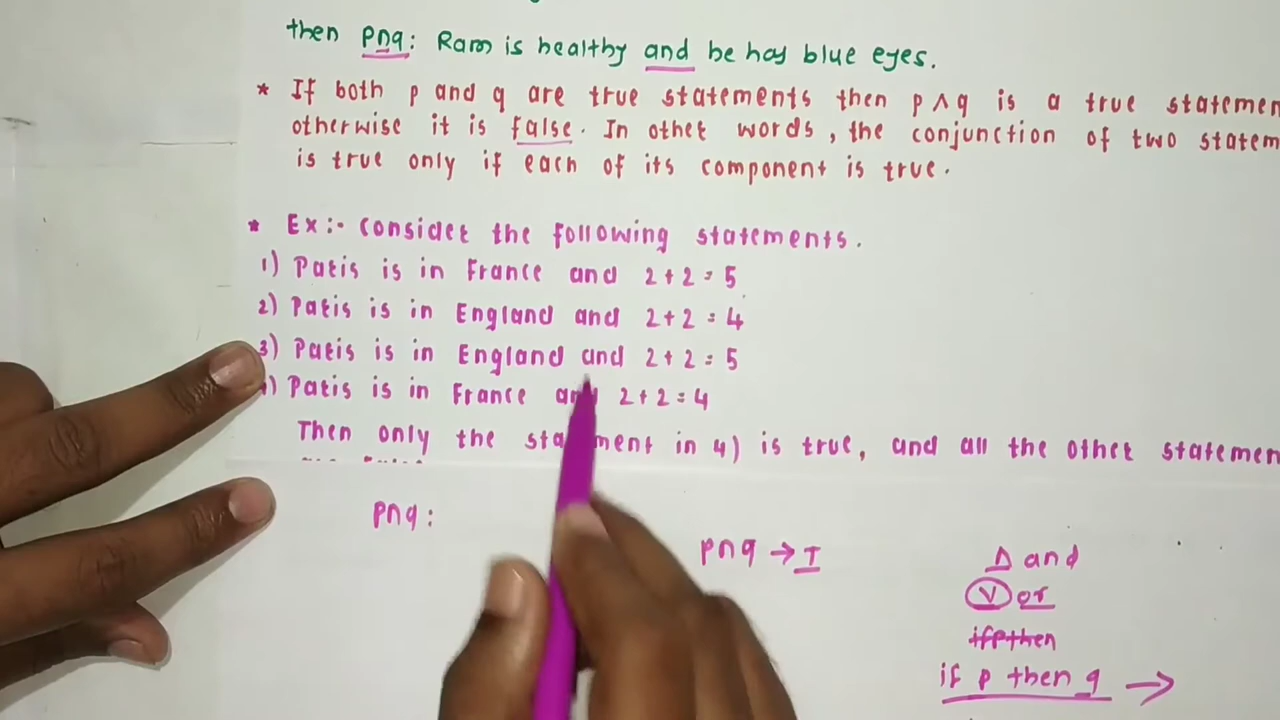 then p∩q: Ram is healthy and he has blue eyes.
* If both p and q are true statements then p ∧ q is a true
otherwise it is false. In other words, the conjunction of two
is true only if each of its component is true.
* Ex:- Consider the following statements.
1) Paris is in France and 2+2=5
2) Paris is in England and 2+2=4
3) Paris is in England and 2+2=5
Paris is in France 2+2=4
Then only the statement in 4) is true, and all the other
p∩q:
p∩q → T
∧ and
∨ or
if p then
if p then q →